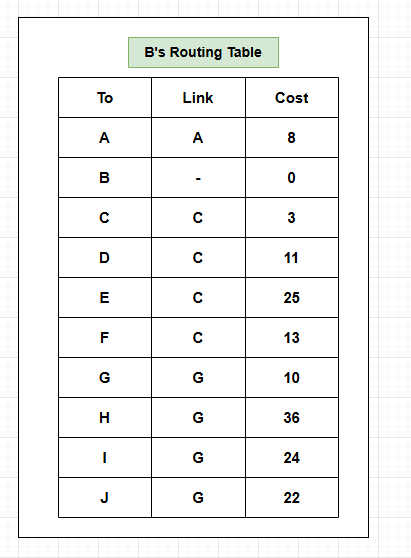 B's Routing Table
To Link Cost
A A 8
B - 0
C C 3
D C 11
E C 25
F C 13
G G 10
H G 36
I G 24
J G 22